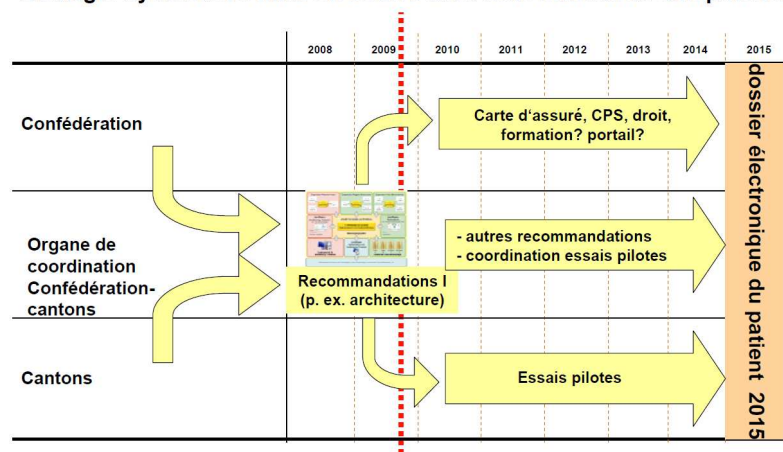 2008 2009 2010 2011 2012 2013 2014 2015
Confédération
Carte d'assuré, CPS, droit,
formation? portail?
Organe de
coordination
Confédération-
cantons
Recommandations I
(p. ex. architecture)
- autres recommandations
- coordination essais pilotes
Cantons
Essais pilotes
dossier électronique du patient 2015